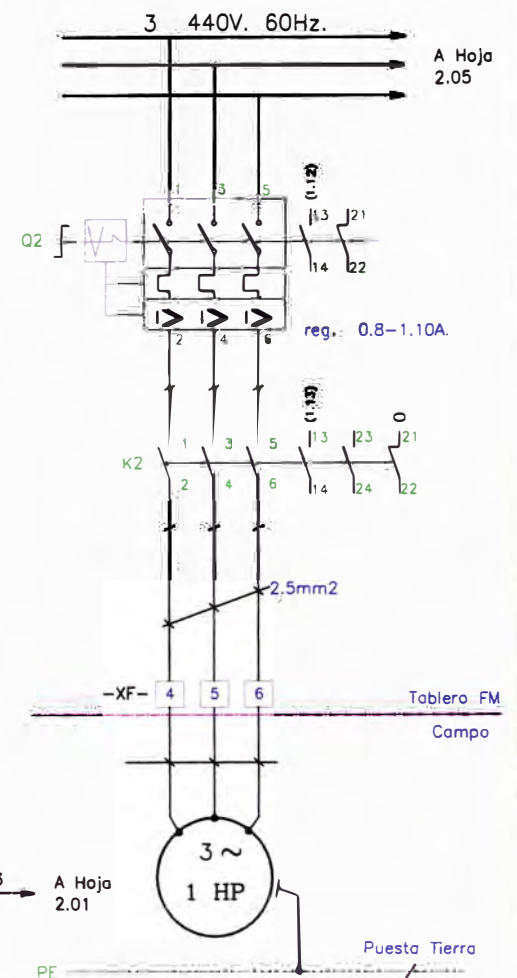 3 440V. 60Hz.
A Hoja
2.05
1 3 5
(1.12)
13 21
Q2
14 22
I> I> I>
2 4 6
reg. 0.8-1.10A.
(1.13)
0
1 3 5 13 23 21
K2
2 4 6 14 24 22
2.5mm2
-XF- 4 5 6
Tablero FM
Campo
3 ~
1 HP
3
A Hoja
2.01
Puesta Tierra
PE